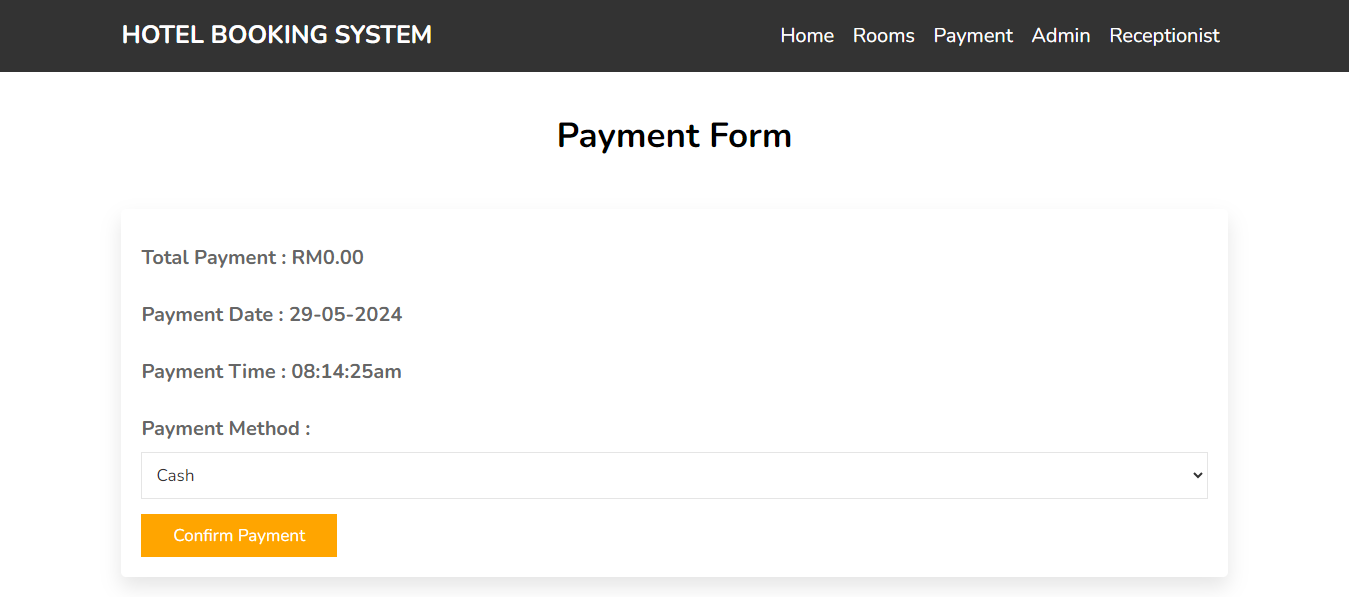 HOTEL BOOKING SYSTEM Home Rooms Payment Admin Receptionist
Payment Form
Total Payment : RM0.00
Payment Date : 29-05-2024
Payment Time : 08:14:25am
Payment Method :
Cash
Confirm Payment